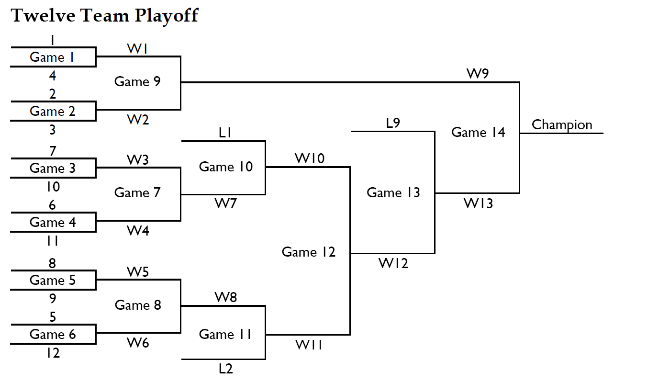 Twelve Team Playoff
1
Game 1
4
W1
2
Game 2
3
W2
Game 9
W9
7
Game 3
10
W3
6
Game 4
11
W4
Game 7
L1
Game 10
W7
W10
8
Game 5
9
W5
5
Game 6
12
W6
Game 8
W8
Game 11
L2
W11
Game 12
L9
Game 13
W12
W13
Game 14
Champion